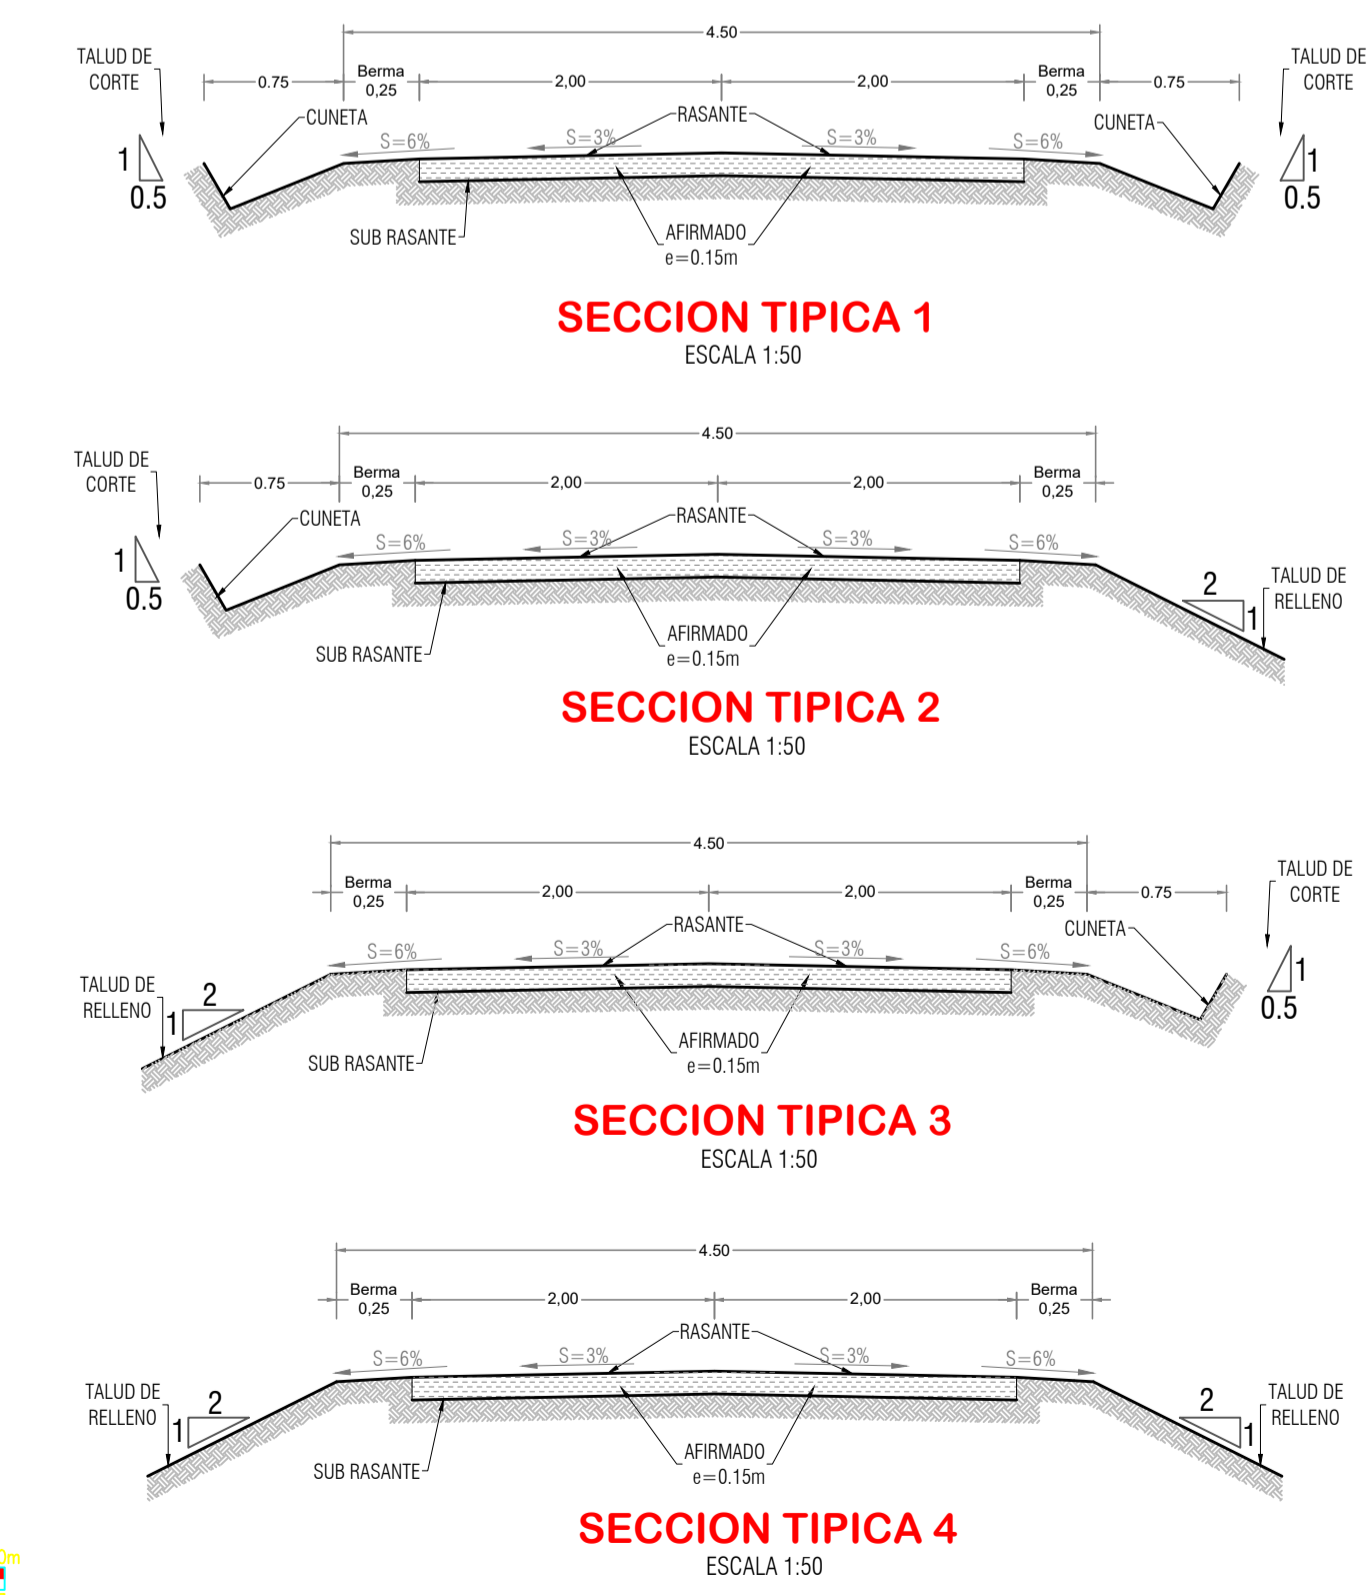 4.50
TALUD DE
CORTE
0.75
Berma
0,25
2,00
2,00
Berma
0,25
0.75
TALUD DE
CORTE
CUNETA
RASANTE
CUNETA
S=6%
S=3%
S=3%
S=6%
1
0.5
1
0.5
SUB RASANTE
AFIRMADO
e=0.15m
SECCION TIPICA 1
ESCALA 1:50
4.50
TALUD DE
CORTE
0.75
Berma
0,25
2,00
2,00
Berma
0,25
CUNETA
RASANTE
S=6%
S=3%
S=3%
S=6%
1
0.5
2
1
TALUD DE
RELLENO
SUB RASANTE
AFIRMADO
e=0.15m
SECCION TIPICA 2
ESCALA 1:50
4.50
Berma
0,25
2,00
2,00
Berma
0,25
0.75
TALUD DE
CORTE
RASANTE
CUNETA
S=6%
S=3%
S=3%
S=6%
TALUD DE
RELLENO
2
1
1
0.5
SUB RASANTE
AFIRMADO
e=0.15m
SECCION TIPICA 3
ESCALA 1:50
4.50
Berma
0,25
2,00
2,00
Berma
0,25
RASANTE
S=6%
S=3%
S=3%
S=6%
TALUD DE
RELLENO
2
1
2
1
TALUD DE
RELLENO
SUB RASANTE
AFIRMADO
e=0.15m
SECCION TIPICA 4
ESCALA 1:50